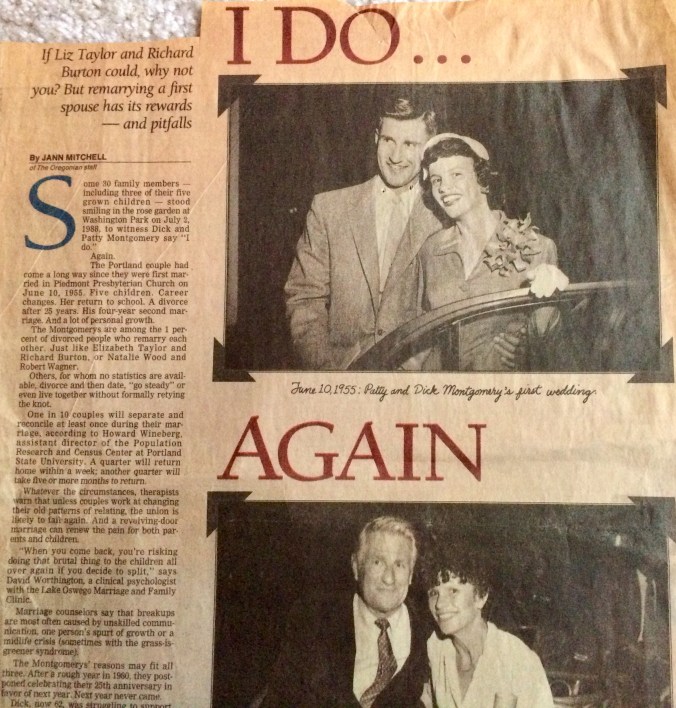 I DO...
If Liz Taylor and Richard
Burton could, why not
you? But remarrying a first
spouse has its rewards
— and pitfalls
By JANN MITCHELL
of The Oregonian staff
Some 30 family members —
including three of their five
grown children — stood
smiling in the rose garden at
Washington Park on July 2,
1988, to witness Dick and
Patty Montgomery say "I
do."
Again.
The Portland couple had
come a long way since they were first mar-
ried in Piedmont Presbyterian Church on
June 10, 1955. Five children. Career
changes. Her return to school. A divorce
after 25 years. His four-year second mar-
riage. And a lot of personal growth.
The Montgomerys are among the 1 per-
cent of divorced people who remarry each
other. Just like Elizabeth Taylor and
Richard Burton, or Natalie Wood and
Robert Wagner.
Others, for whom no statistics are avail-
able, divorce and then date, "go steady" or
even live together without formally retying
the knot.
One in 10 couples will separate and
reconcile at least once during their mar-
riage, according to Howard Wineberg,
assistant director of the Population
Research and Census Center at Portland
State University. A quarter will return
home within a week; another quarter will
take five or more months to return.
Whatever the circumstances, therapists
warn that unless couples work at changing
their old patterns of relating, the union is
likely to fail again. And a revolving-door
marriage can renew the pain for both par-
ents and children.
"When you come back, you're risking
doing that brutal thing to the children all
over again if you decide to split," says
David Worthington, a clinical psychologist
with the Lake Oswego Marriage and Family
Clinic.
Marriage counselors say that breakups
are most often caused by unskilled commu-
nication, one person's spurt of growth or a
midlife crisis (sometimes with the grass-is-
greener syndrome).
The Montgomerys' reasons may fit all
three. After a rough year in 1980, they post-
poned celebrating their 25th anniversary in
favor of next year. Next year never came.
Dick, now 62, was struggling to support
June 10, 1955: Patty and Dick Montgomery's first wedding.
AGAIN